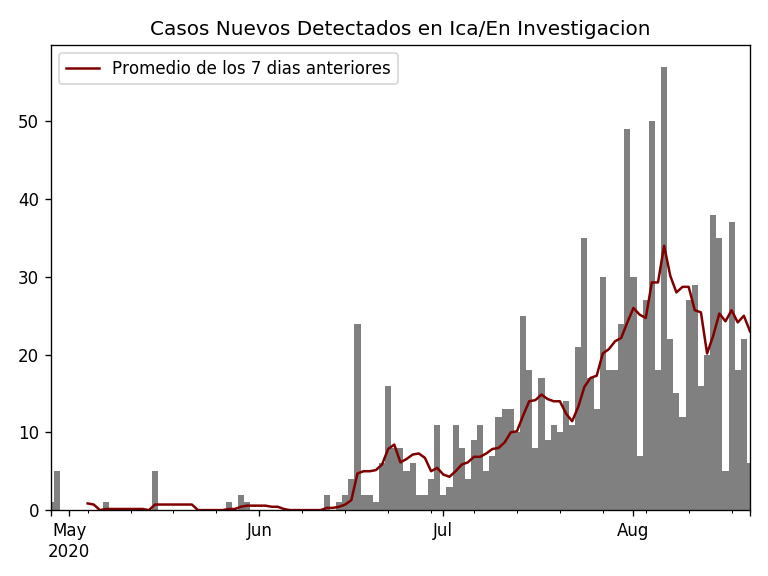 Casos Nuevos Detectados en Ica/En Investigacion
Promedio de los 7 dias anteriores
50
40
30
20
10
0
May Jun Jul Aug
2020